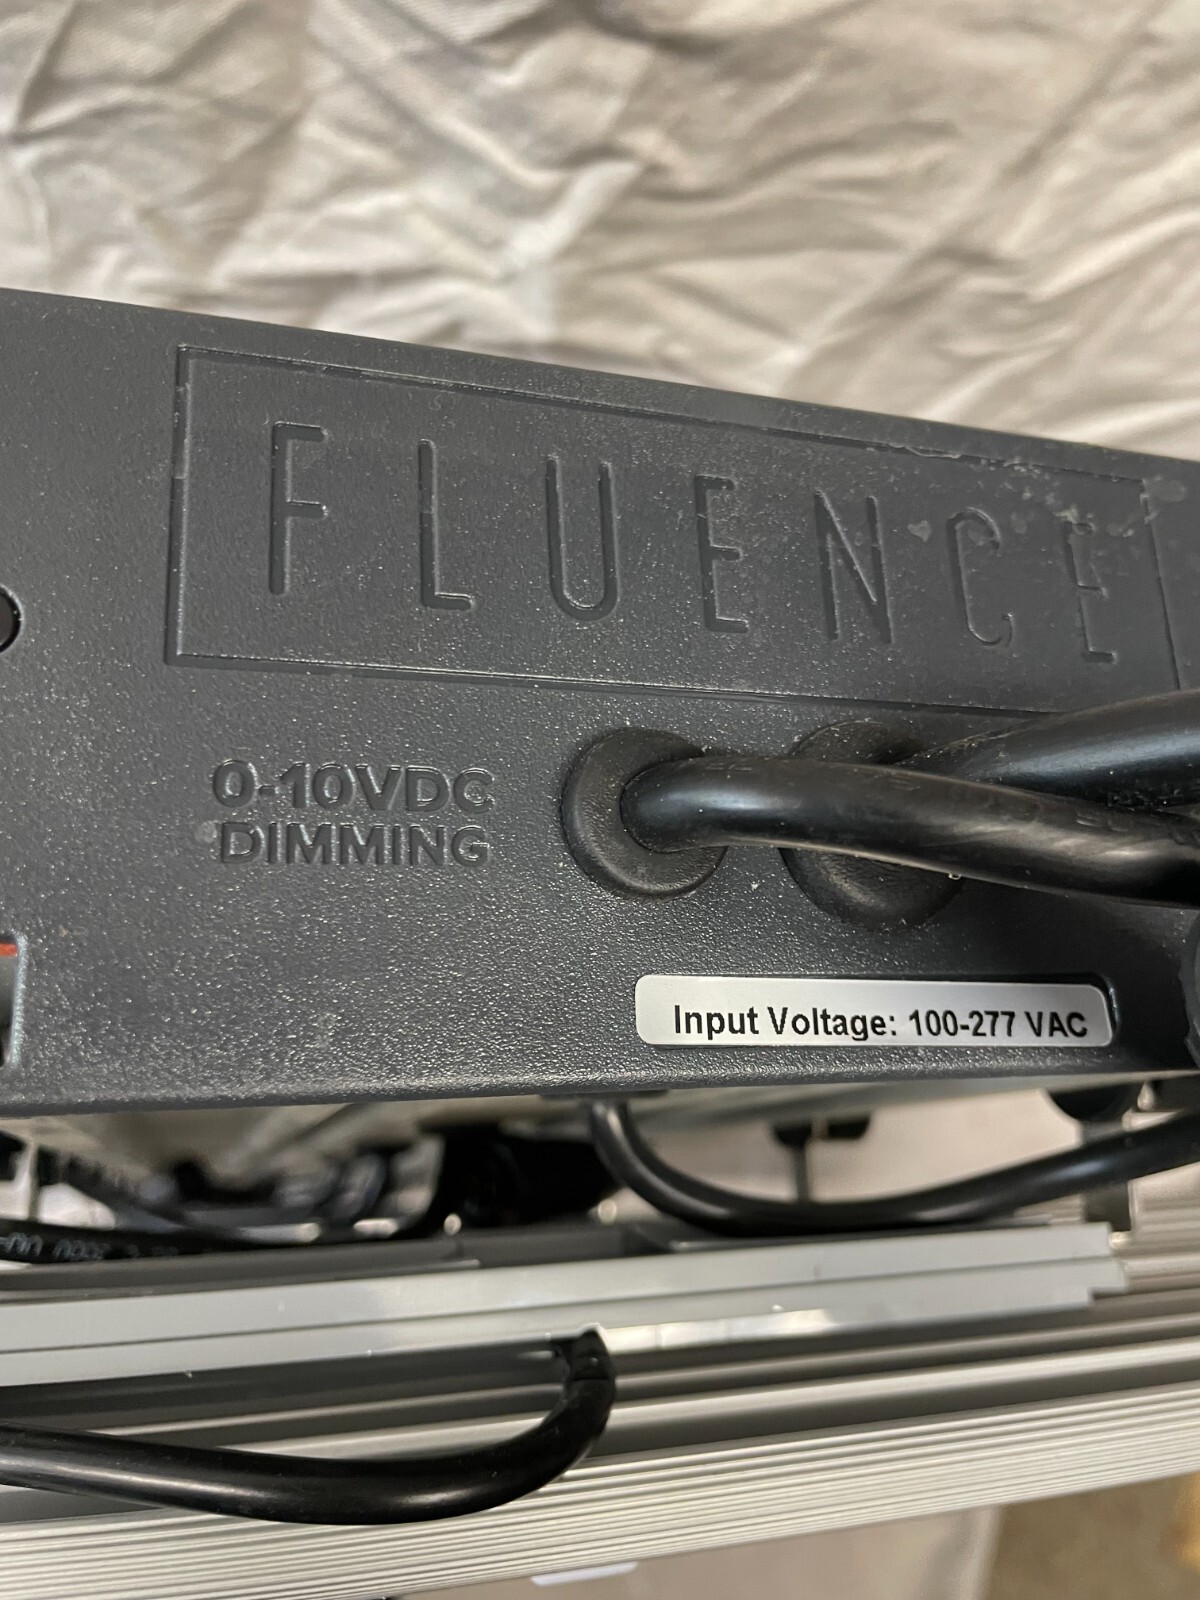 FLUENCE
0-10VDC
DIMMING
Input Voltage: 100-277 VAC